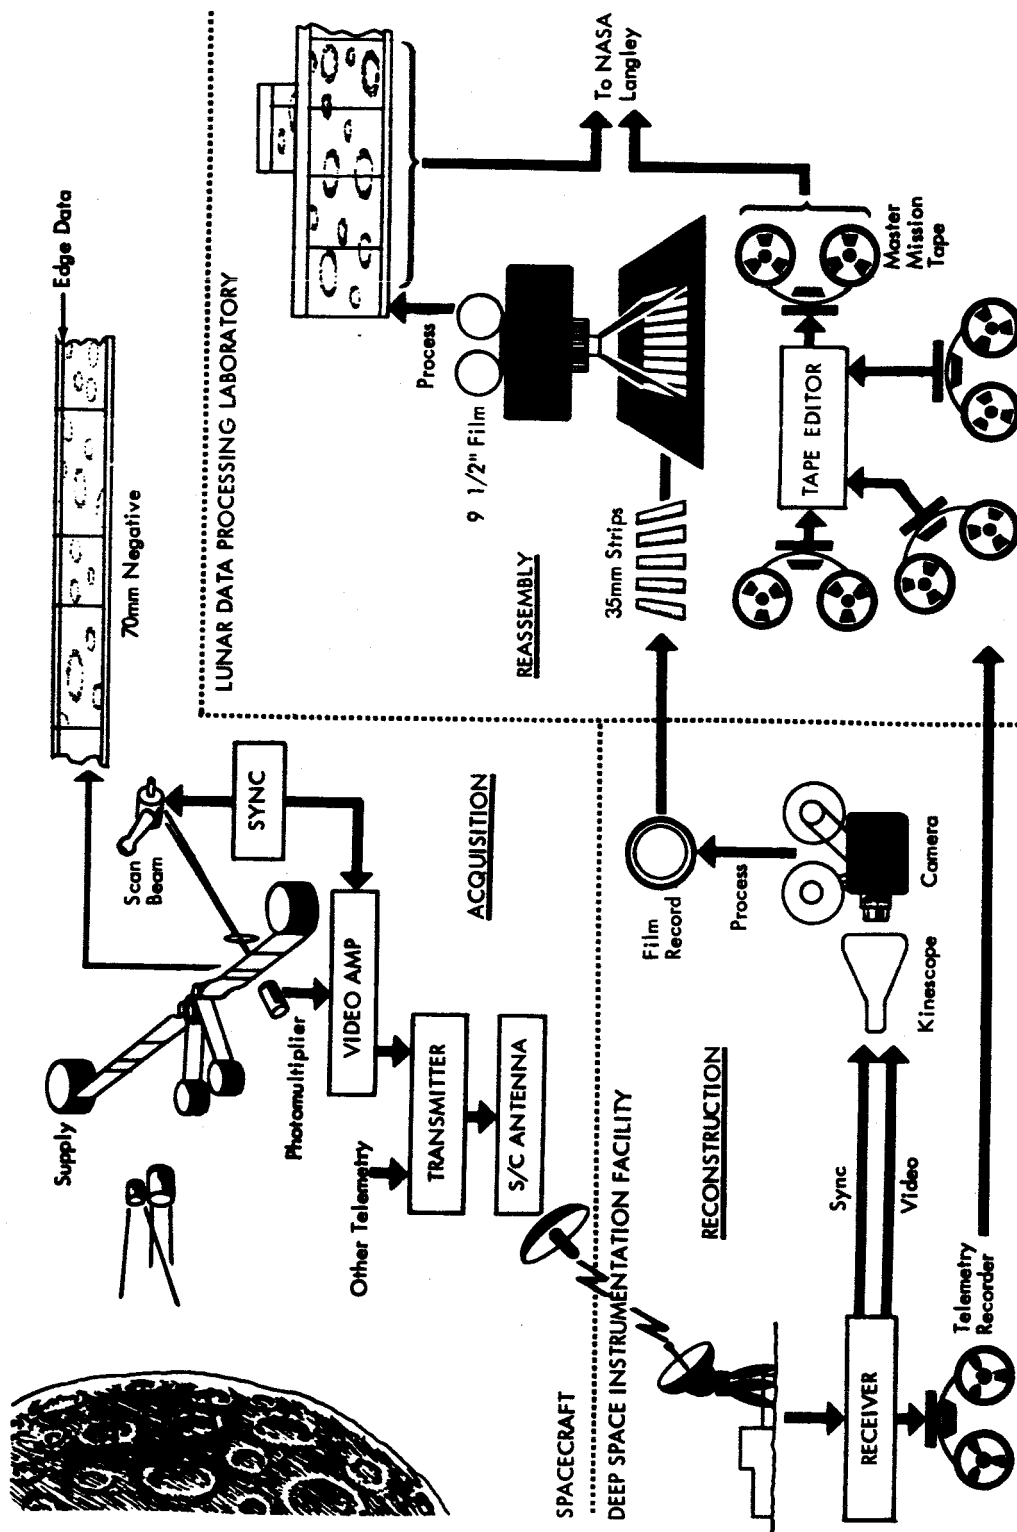 Edge Data
70mm Negative
Supply
Scan
Beam
SYNC
Photomultiplier
VIDEO AMP
ACQUISITION
Other Telemetry
TRANSMITTER
S/C ANTENNA
SPACECRAFT
DEEP SPACE INSTRUMENTATION FACILITY
RECONSTRUCTION
RECEIVER
Sync
Video
Telemetry
Recorder
Kinescope
Camera
Process
Film
Record
LUNAR DATA PROCESSING LABORATORY
REASSEMBLY
35mm Strips
9 1/2" Film
Process
To NASA
Langley
TAPE EDITOR
Master
Mission
Tape